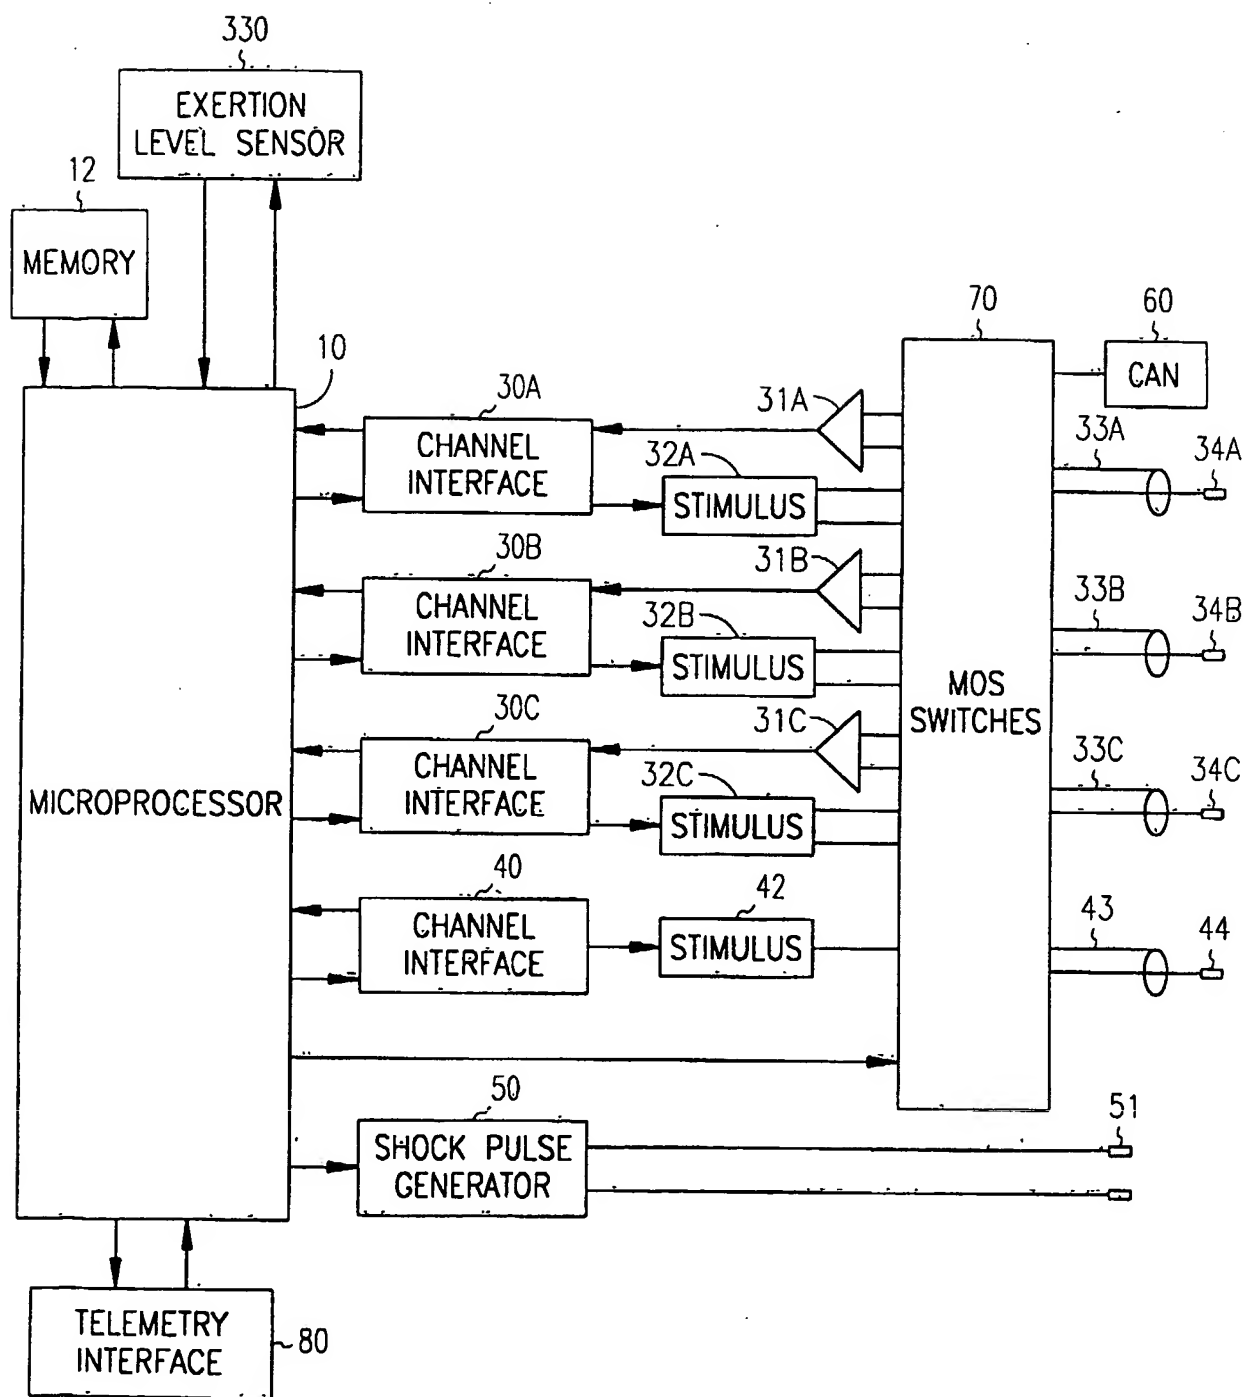 330
EXERTION
LEVEL SENSOR
12
MEMORY
10
MICROPROCESSOR
30A
CHANNEL
INTERFACE
31A
32A
STIMULUS
30B
CHANNEL
INTERFACE
31B
32B
STIMULUS
30C
CHANNEL
INTERFACE
31C
32C
STIMULUS
40
CHANNEL
INTERFACE
42
STIMULUS
70
MOS
SWITCHES
60
CAN
33A
34A
33B
34B
33C
34C
43
44
50
SHOCK PULSE
GENERATOR
51
TELEMETRY
INTERFACE
80